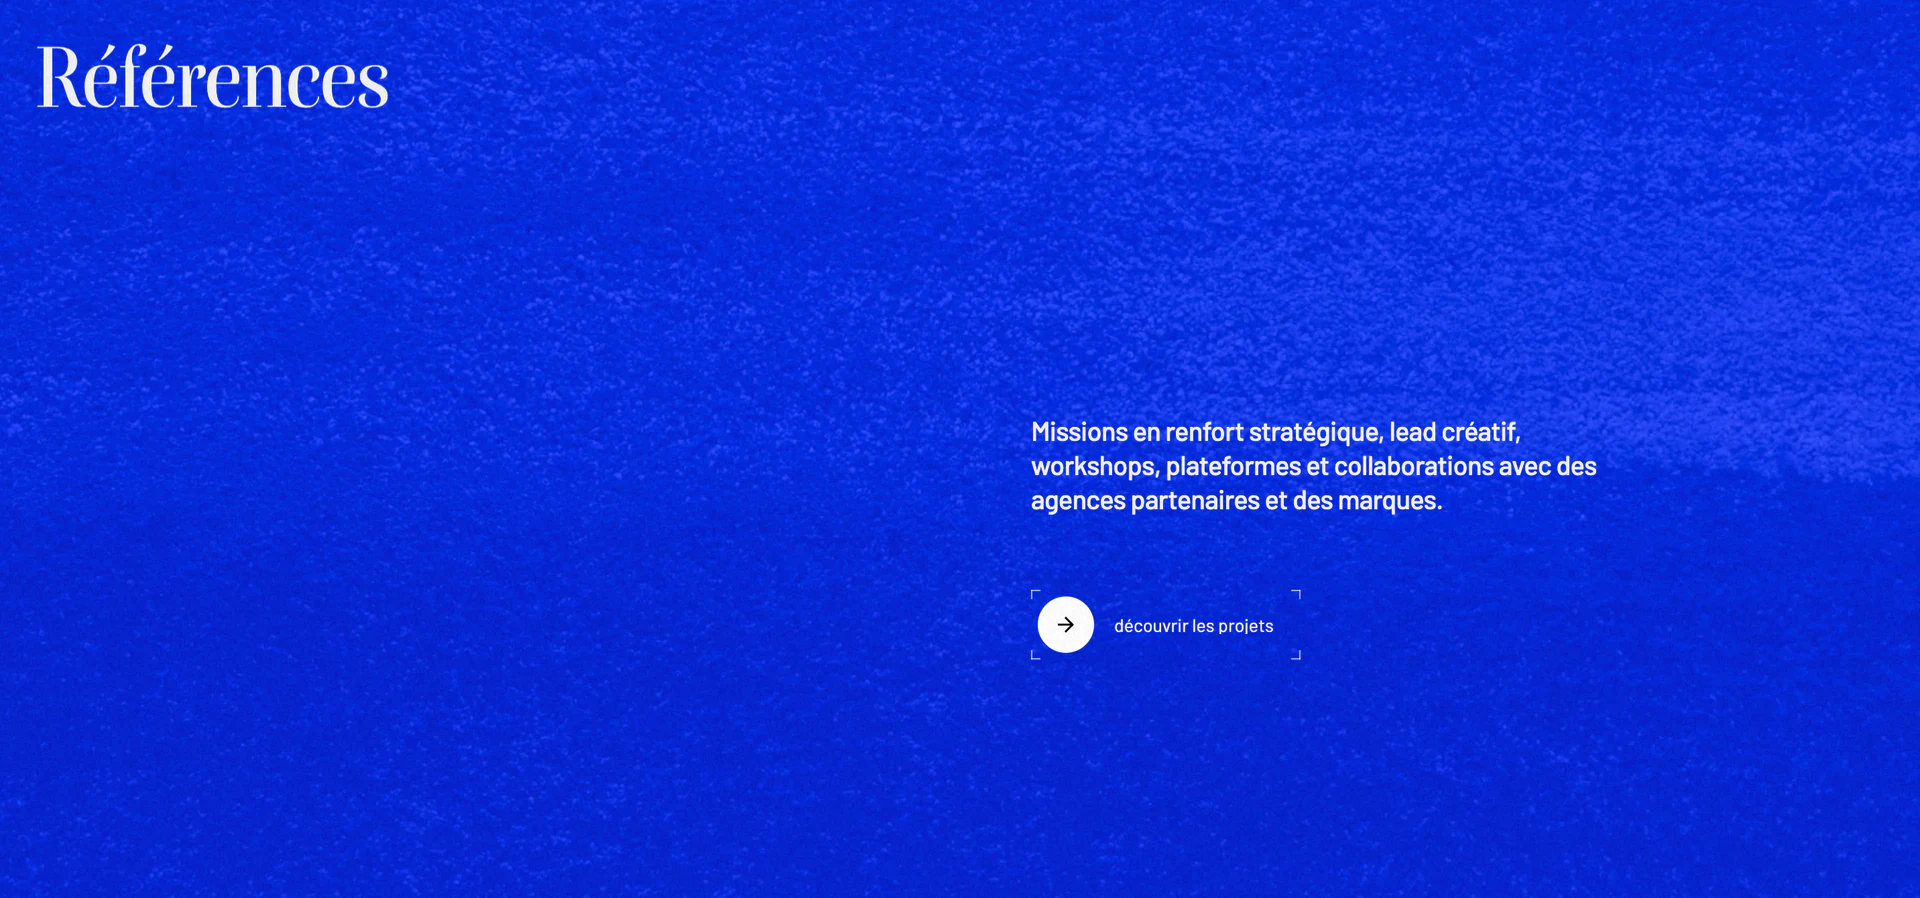 Références
Missions en renfort stratégique, lead créatif,
workshops, plateformes et collaborations avec des
agences partenaires et des marques.
découvrir les projets